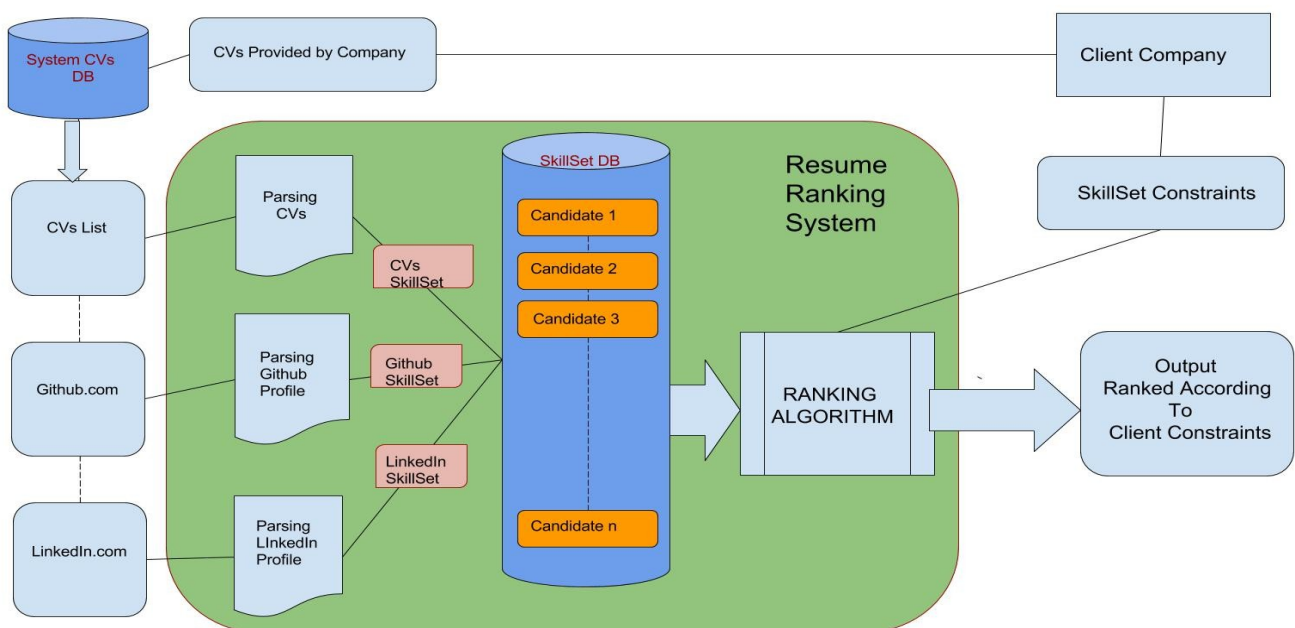 System CVs
DB
CVs Provided by Company
Client Company
SkillSet Constraints
CVs List
Github.com
LinkedIn.com
Parsing
CVs
Parsing
Github
Profile
Parsing
LInkedIn
Profile
CVs
SkillSet
Github
SkillSet
LinkedIn
SkillSet
SkillSet DB
Candidate 1
Candidate 2
Candidate 3
Candidate n
Resume
Ranking
System
RANKING
ALGORITHM
Output
Ranked According
To
Client Constraints